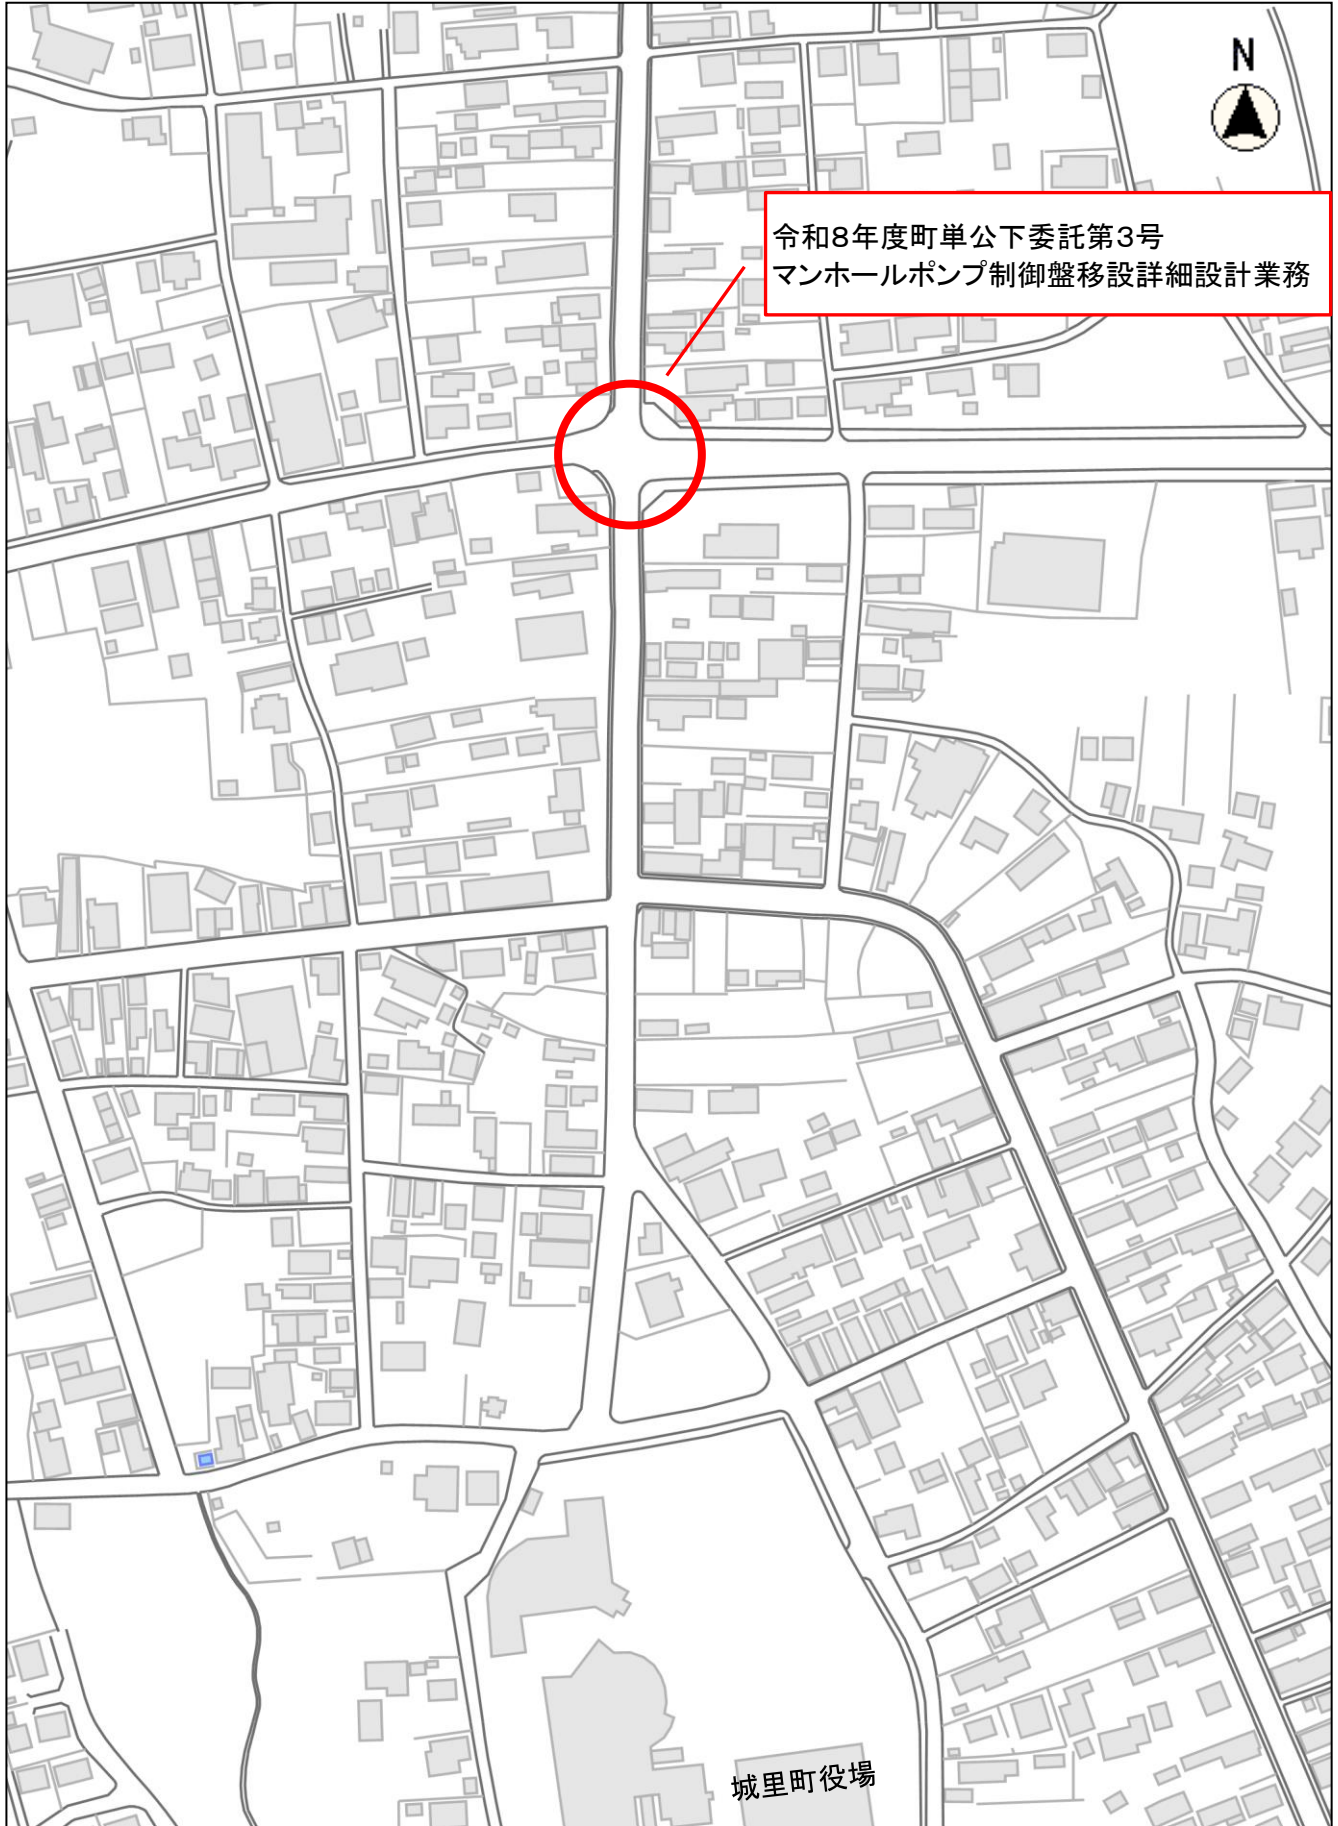 N
令和8年度町単公下委託第3号
マンホールポンプ制御盤移設詳細設計業務
城里町役場